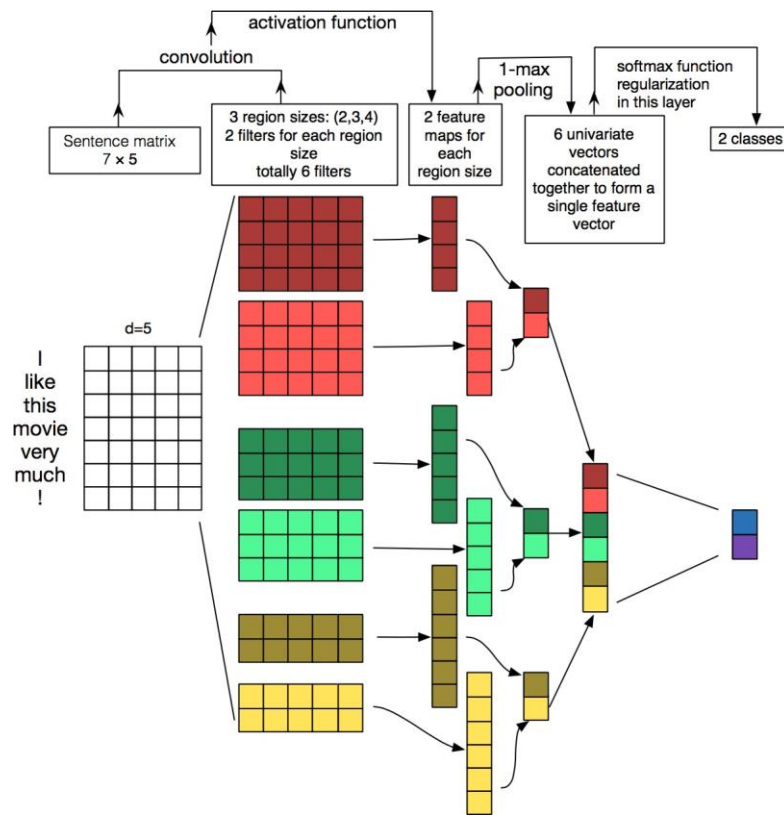 activation function
convolution
1-max
pooling
softmax function
regularization
in this layer
Sentence matrix
7 × 5
3 region sizes: (2,3,4)
2 filters for each region
size
totally 6 filters
2 feature
maps for
each
region size
6 univariate
vectors
concatenated
together to form a
single feature
vector
2 classes
d=5
I
like
this
movie
very
much
!